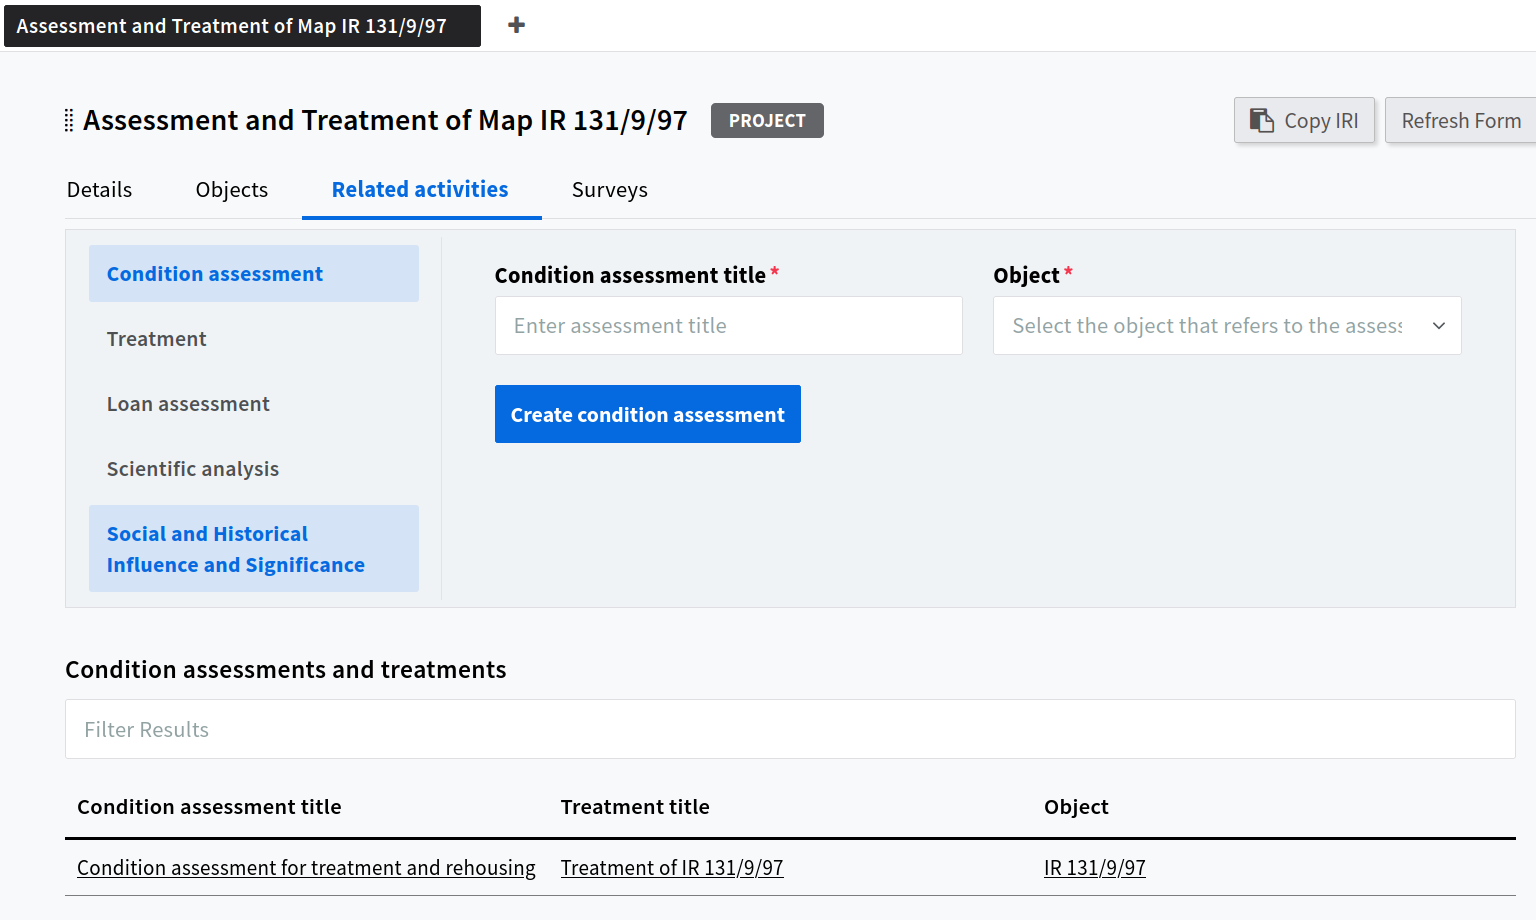 Assessment and Treatment of Map IR 131/9/97
Assessment and Treatment of Map IR 131/9/97 PROJECT Copy IRI Refresh Form
Details Objects Related activities Surveys
Condition assessment
Treatment
Loan assessment
Scientific analysis
Social and Historical
Influence and Significance
Condition assessment title * Object *
Enter assessment title Select the object that refers to the assess
Create condition assessment
Condition assessments and treatments
Filter Results
Condition assessment title Treatment title Object
Condition assessment for treatment and rehousing Treatment of IR 131/9/97 IR 131/9/97